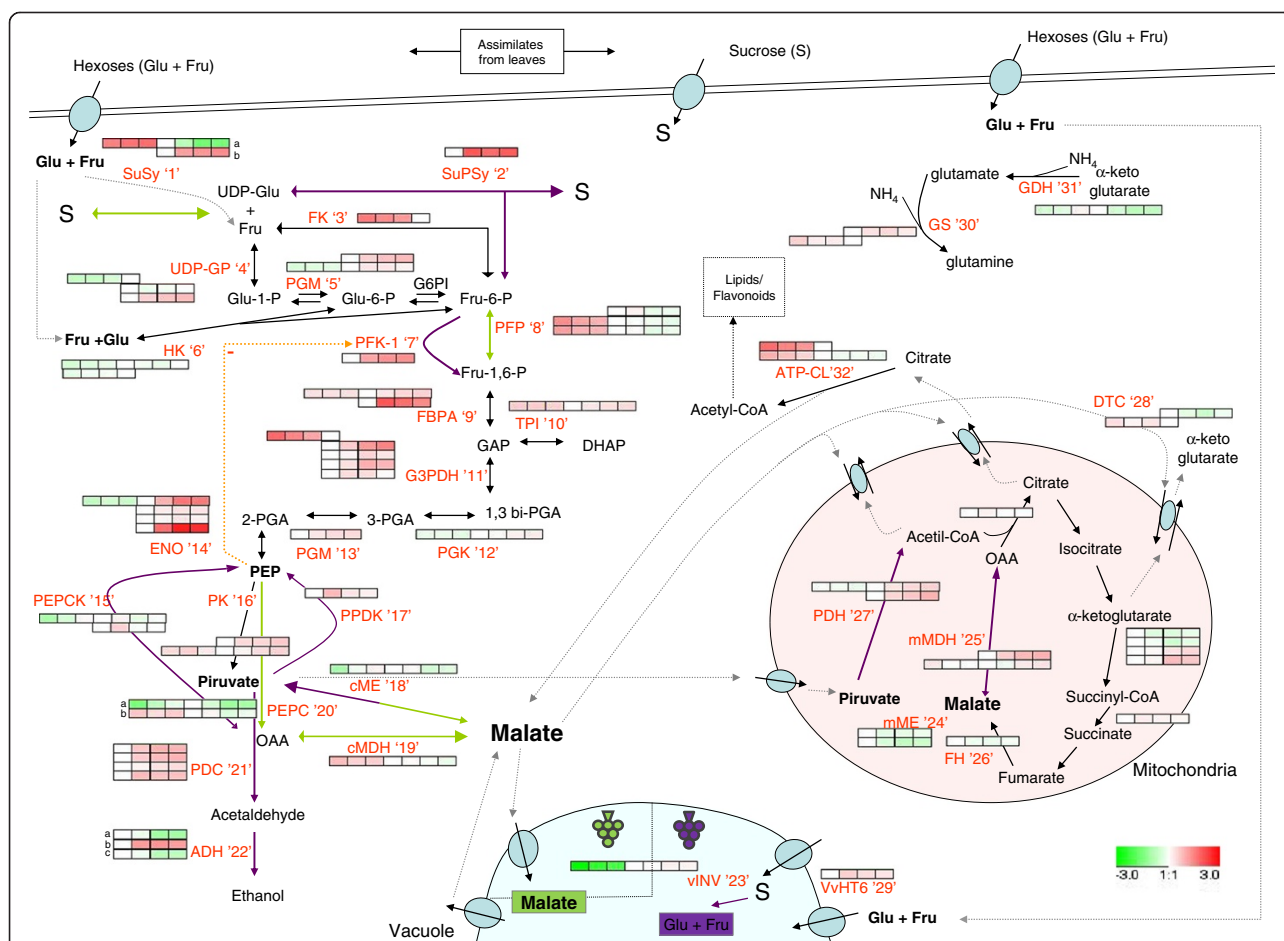 Assimilates
from leaves
Hexoses (Glu + Fru)
Sucrose (S)
Hexoses (Glu + Fru)
S
Glu + Fru
Glu + Fru
a
b
SuSy ‘1’
SuPSy ‘2’
UDP-Glu
+
Fru
S
S
FK ‘3’
UDP-GP ‘4’
PGM ‘5’
Glu-1-P
Glu-6-P
G6PI
Fru-6-P
NH4
α-keto
glutarate
glutamate
GDH ’31’
NH4
GS ’30’
glutamine
Lipids/
Flavonoids
Fru +Glu
HK ‘6’
-
PFK-1 ‘7’
PFP ‘8’
Fru-1,6-P
FBPA ‘9’
TPI ’10’
GAP
DHAP
G3PDH ’11’
ATP-CL’32’
Citrate
Acetyl-CoA
DTC ‘28’
α-keto
glutarate
2-PGA
3-PGA
1,3 bi-PGA
ENO ’14’
PGM ’13’
PGK ’12’
PEP
PEPCK ’15’
PK ’16’
PPDK ’17’
Piruvate
cME ’18’
a
b
PEPC ’20’
OAA
cMDH ‘19’
Malate
PDC ’21’
Acetaldehyde
a
b
c
ADH ’22’
Ethanol
Citrate
Acetil-CoA
OAA
Isocitrate
PDH ’27’
α-ketoglutarate
mMDH ’25’
Piruvate
Malate
Succinyl-CoA
mME ’24’
FH ‘26’
Succinate
Fumarate
Mitochondria
vINV ’23’
S
VvHT6 ’29’
Malate
Glu + Fru
Glu + Fru
Vacuole
-3.0
1:1
3.0